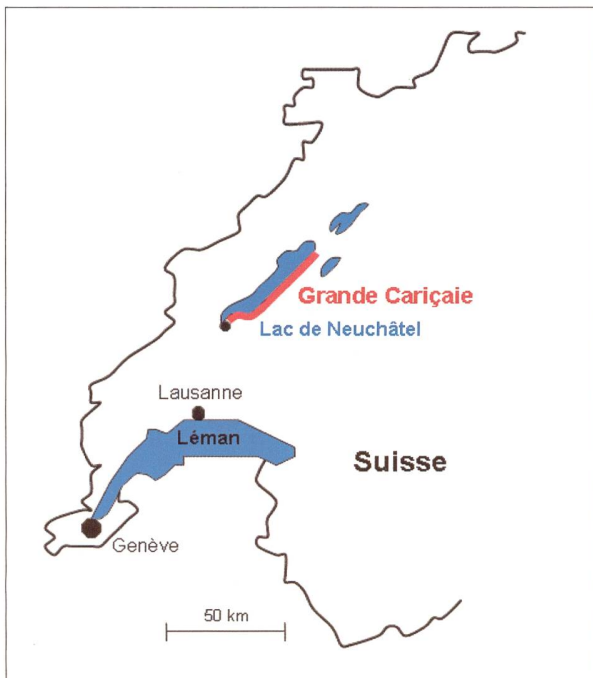 Grande Cariçaie
Lac de Neuchâtel
Lausanne
Léman
Suisse
Genève
50 km